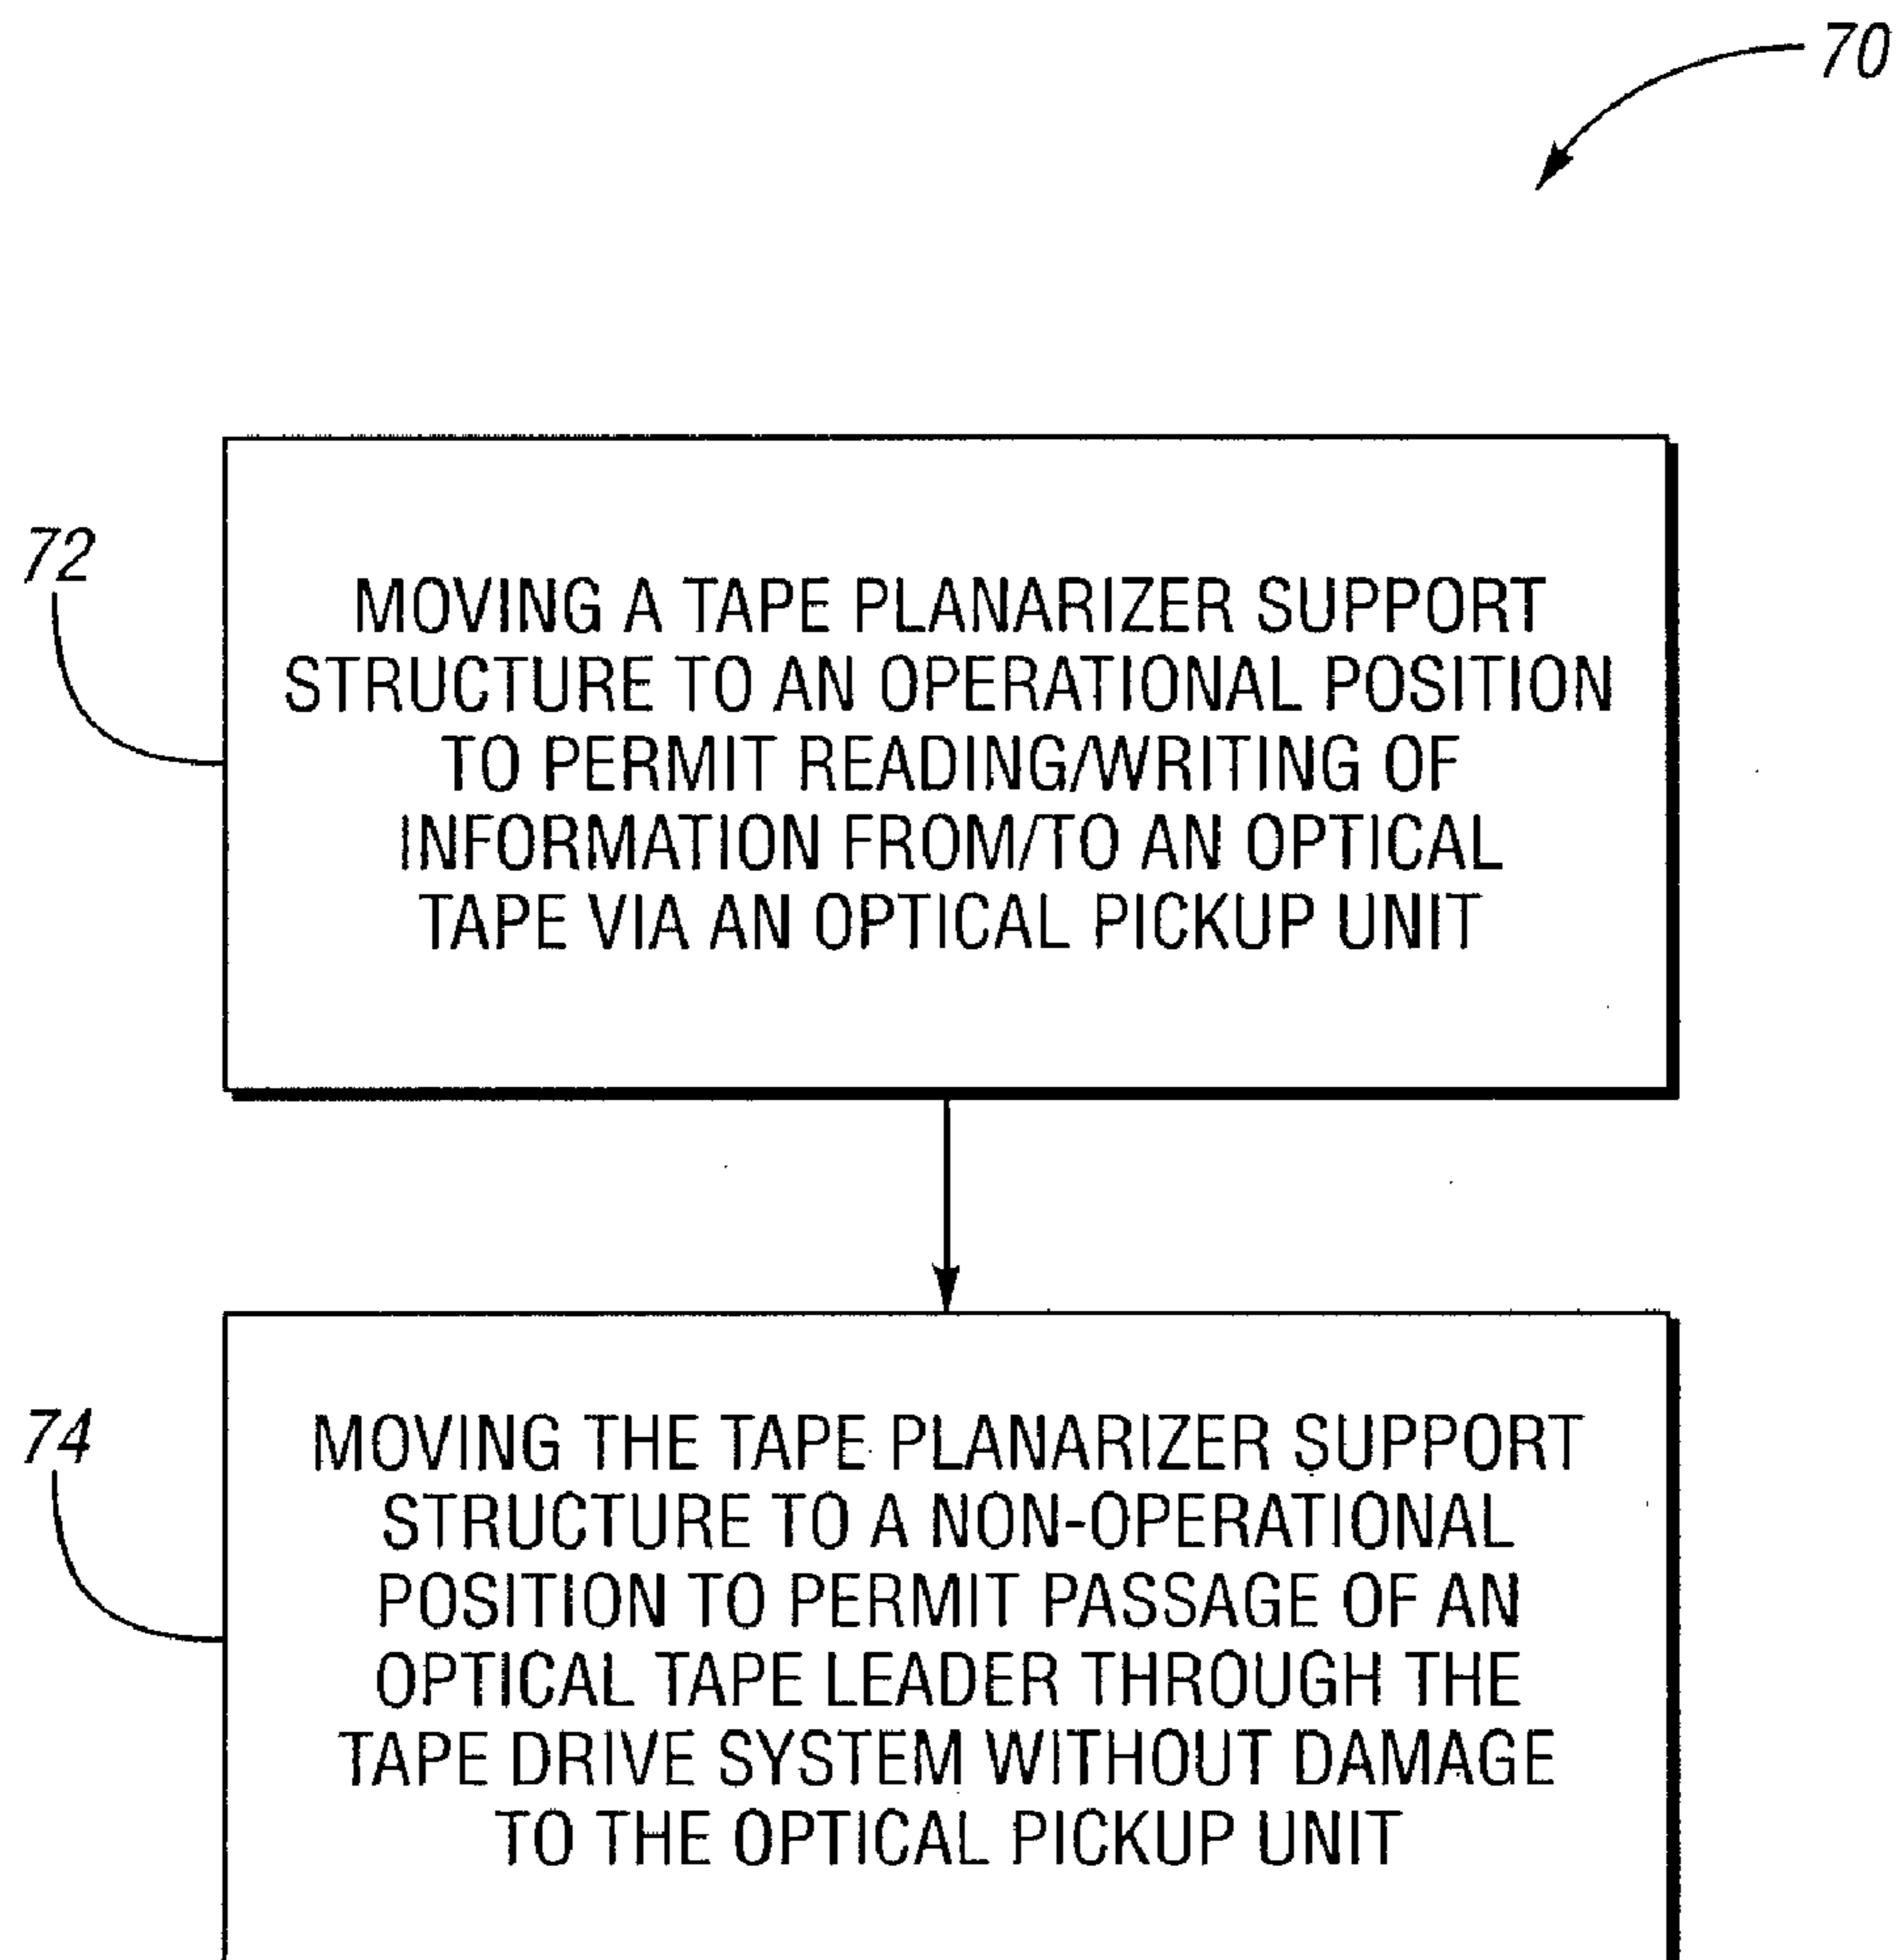 70
72
MOVING A TAPE PLANARIZER SUPPORT
STRUCTURE TO AN OPERATIONAL POSITION
TO PERMIT READING/WRITING OF
INFORMATION FROM/TO AN OPTICAL
TAPE VIA AN OPTICAL PICKUP UNIT
74
MOVING THE TAPE PLANARIZER SUPPORT
STRUCTURE TO A NON-OPERATIONAL
POSITION TO PERMIT PASSAGE OF AN
OPTICAL TAPE LEADER THROUGH THE
TAPE DRIVE SYSTEM WITHOUT DAMAGE
TO THE OPTICAL PICKUP UNIT